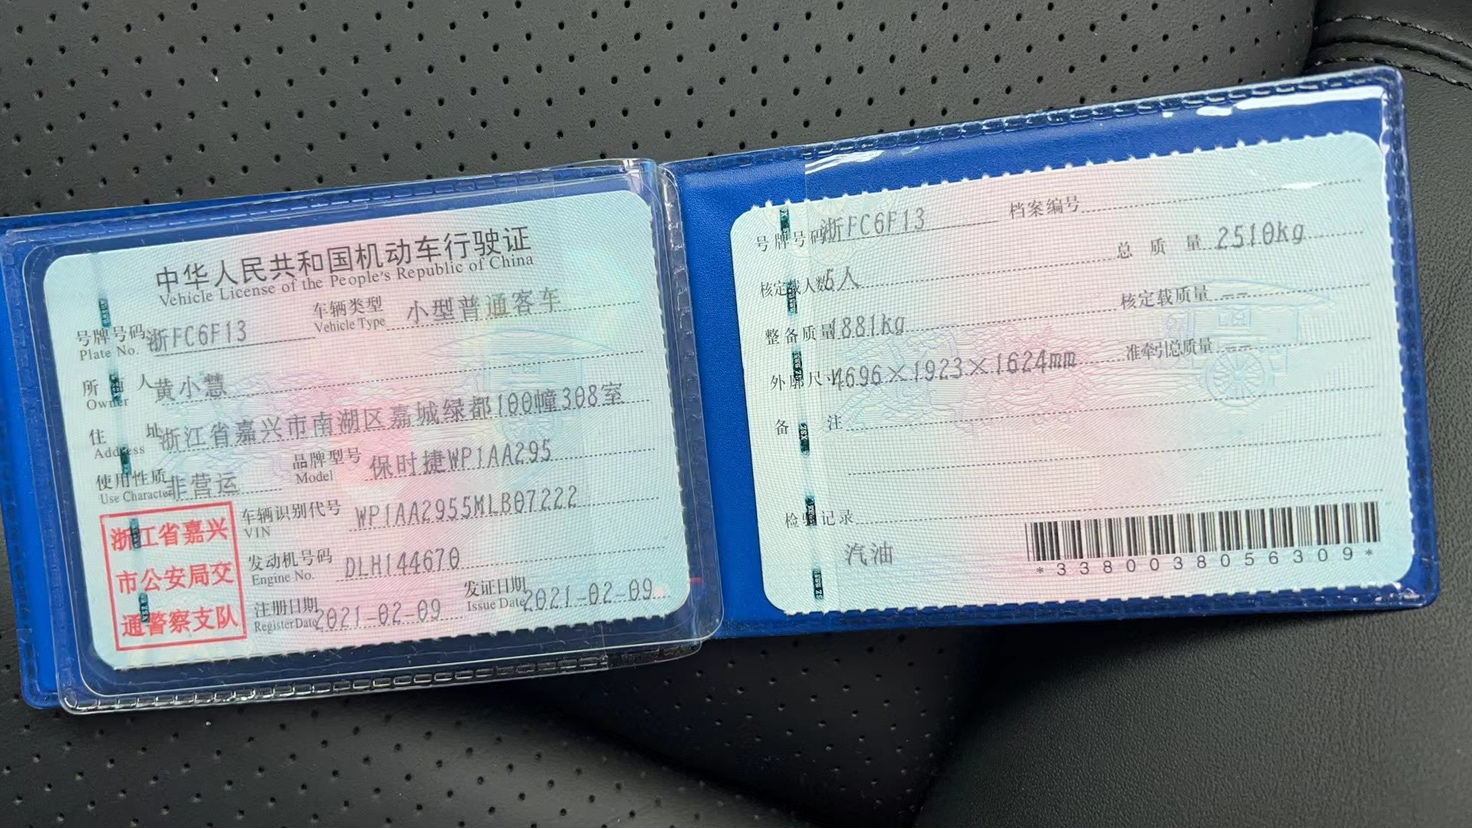 中华人民共和国机动车行驶证
Vehicle License of the People's Republic of China
号牌号码 浙FC6F13 车辆类型 小型普通客车
Plate No. Vehicle Type
所有人 黄小慧
Owner
住址 浙江省嘉兴市南湖区嘉城绿都100幢308室
Address
使用性质 非营运 品牌型号 保时捷WP1AA295
Use Character Model
车辆识别代号 WP1AA2955MLB07222
VIN
发动机号码 DLH144670
Engine No.
注册日期 2021-02-09 发证日期 2021-02-09
Register Date Issue Date
浙江省嘉兴
市公安局交
通警察支队
号牌号码 浙FC6F13 档案编号
核定载人数 5人 总质量 2510kg
整备质量 1881kg 核定载质量 --
外廓尺寸 4696×1923×1624mm 准牵引总质量 --
备注
检验记录
汽油
*3380038056309*